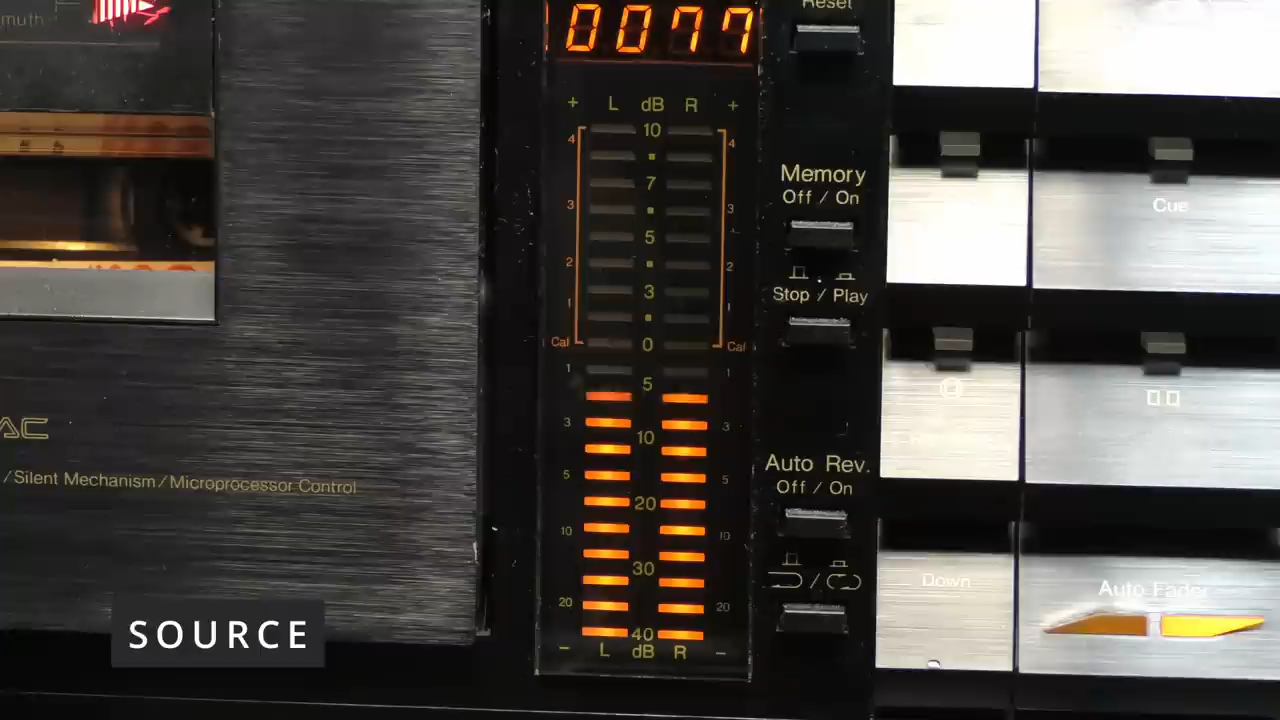 muth
0077
Reset
+ L dB R +
10
4 4
7
3 3
5
2 2
3
1 1
Cal 0 Cal
1 5 1
3 10 3
5 5
20
10 10
30
20 20
40
- L dB R -
Memory
Off / On
Stop / Play
Auto Rev.
Off / On
Cue
Down
Auto Fader
AC
/Silent Mechanism/Microprocessor Control
SOURCE